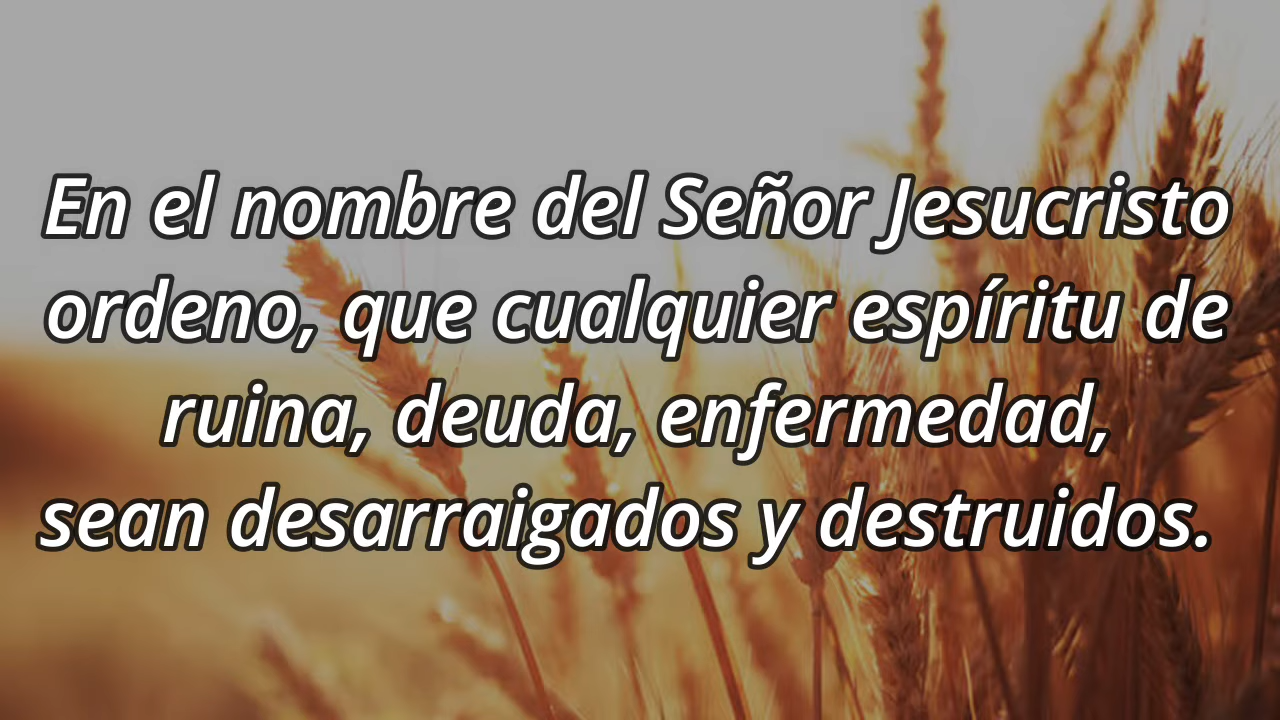 En el nombre del Señor Jesucristo
ordeno, que cualquier espíritu de
ruina, deuda, enfermedad,
sean desarraigados y destruidos.